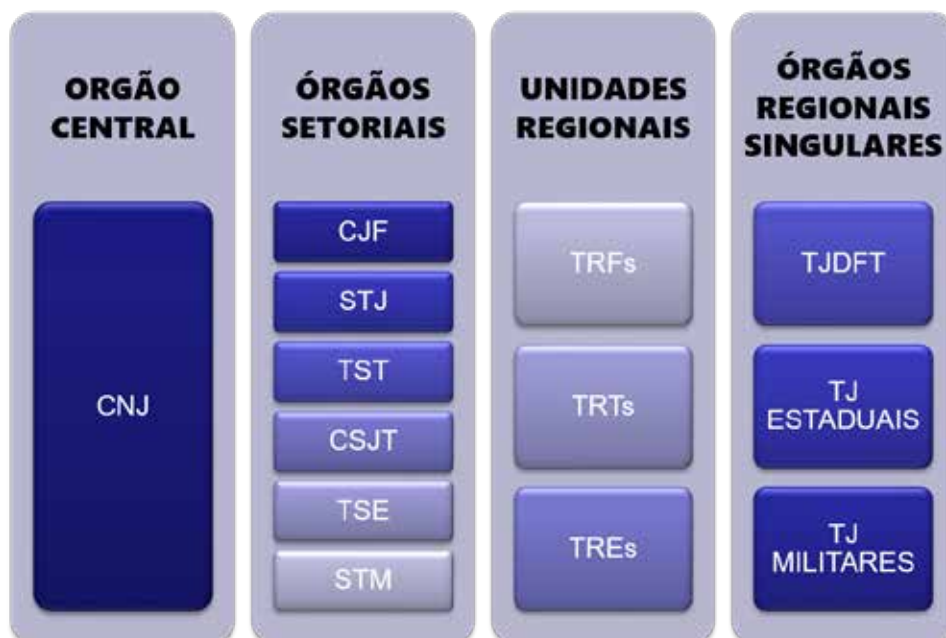 ORGÃO
CENTRAL
CNJ
ÓRGÃOS
SETORIAIS
CJF
STJ
TST
CSJT
TSE
STM
UNIDADES
REGIONAIS
TRFs
TRTs
TREs
ÓRGÃOS
REGIONAIS
SINGULARES
TJDFT
TJ
ESTADUAIS
TJ
MILITARES